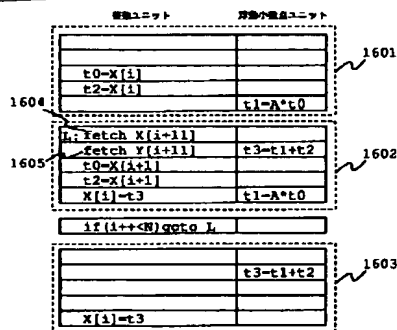 整数ユニット 浮動小数点ユニット
t0=X[i]
t2=X[i]
t1=A*t0
1601
1604
L: fetch X[i+11]
1605
fetch Y[i+11] t3=t1+t2
t0=X[i+1]
1602
t2=X[i+1]
X[i]=t3 t1=A*t0
if(i++<N)goto L
t3=t1+t2
1603
X[i]=t3